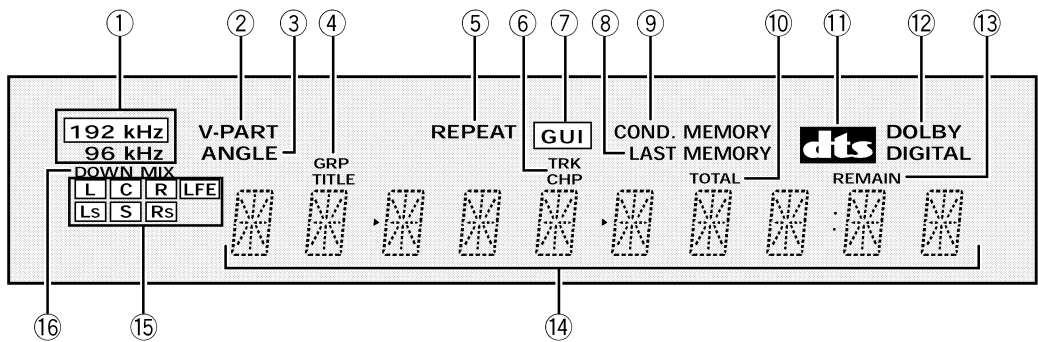 ① ② ③ ④ ⑤ ⑥ ⑦ ⑧ ⑨ ⑩ ⑪ ⑫ ⑬
192 kHz V-PART REPEAT GUI COND. MEMORY dts DOLBY
96 kHz ANGLE LAST MEMORY DIGITAL
GRP TRK
DOWN MIX TITLE CHP TOTAL REMAIN
L C R LFE
Ls S Rs
⑯ ⑮ ⑭